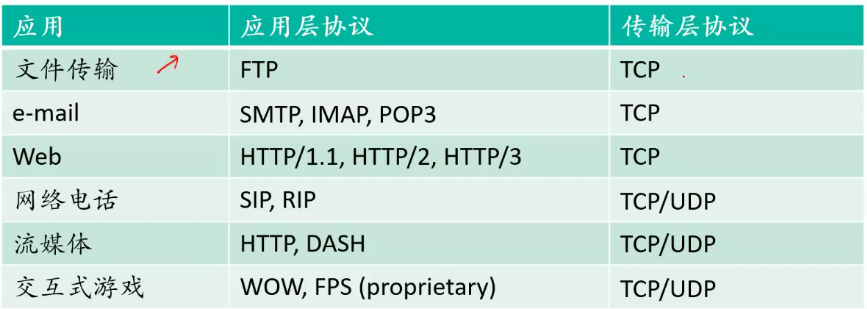 应用 应用层协议 传输层协议
文件传输 FTP TCP
e-mail SMTP, IMAP, POP3 TCP
Web HTTP/1.1, HTTP/2, HTTP/3 TCP
网络电话 SIP, RIP TCP/UDP
流媒体 HTTP, DASH TCP/UDP
交互式游戏 WOW, FPS (proprietary) TCP/UDP